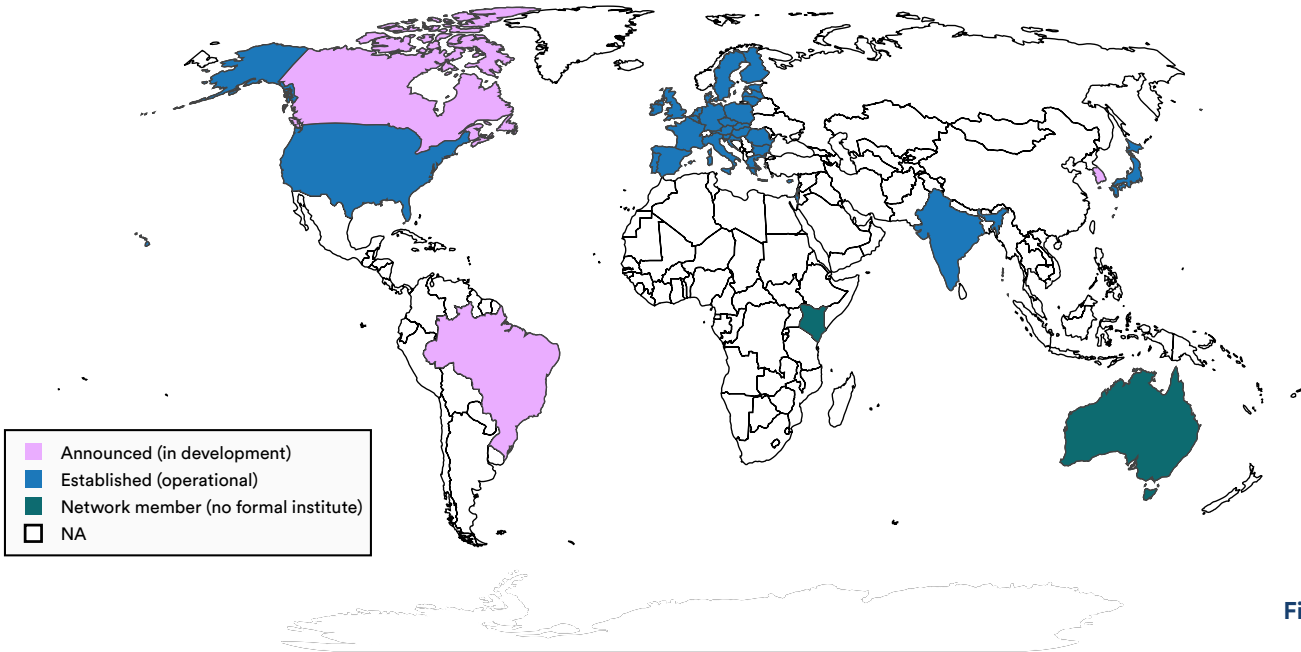 Announced (in development)
Established (operational)
Network member (no formal institute)
NA
Fi